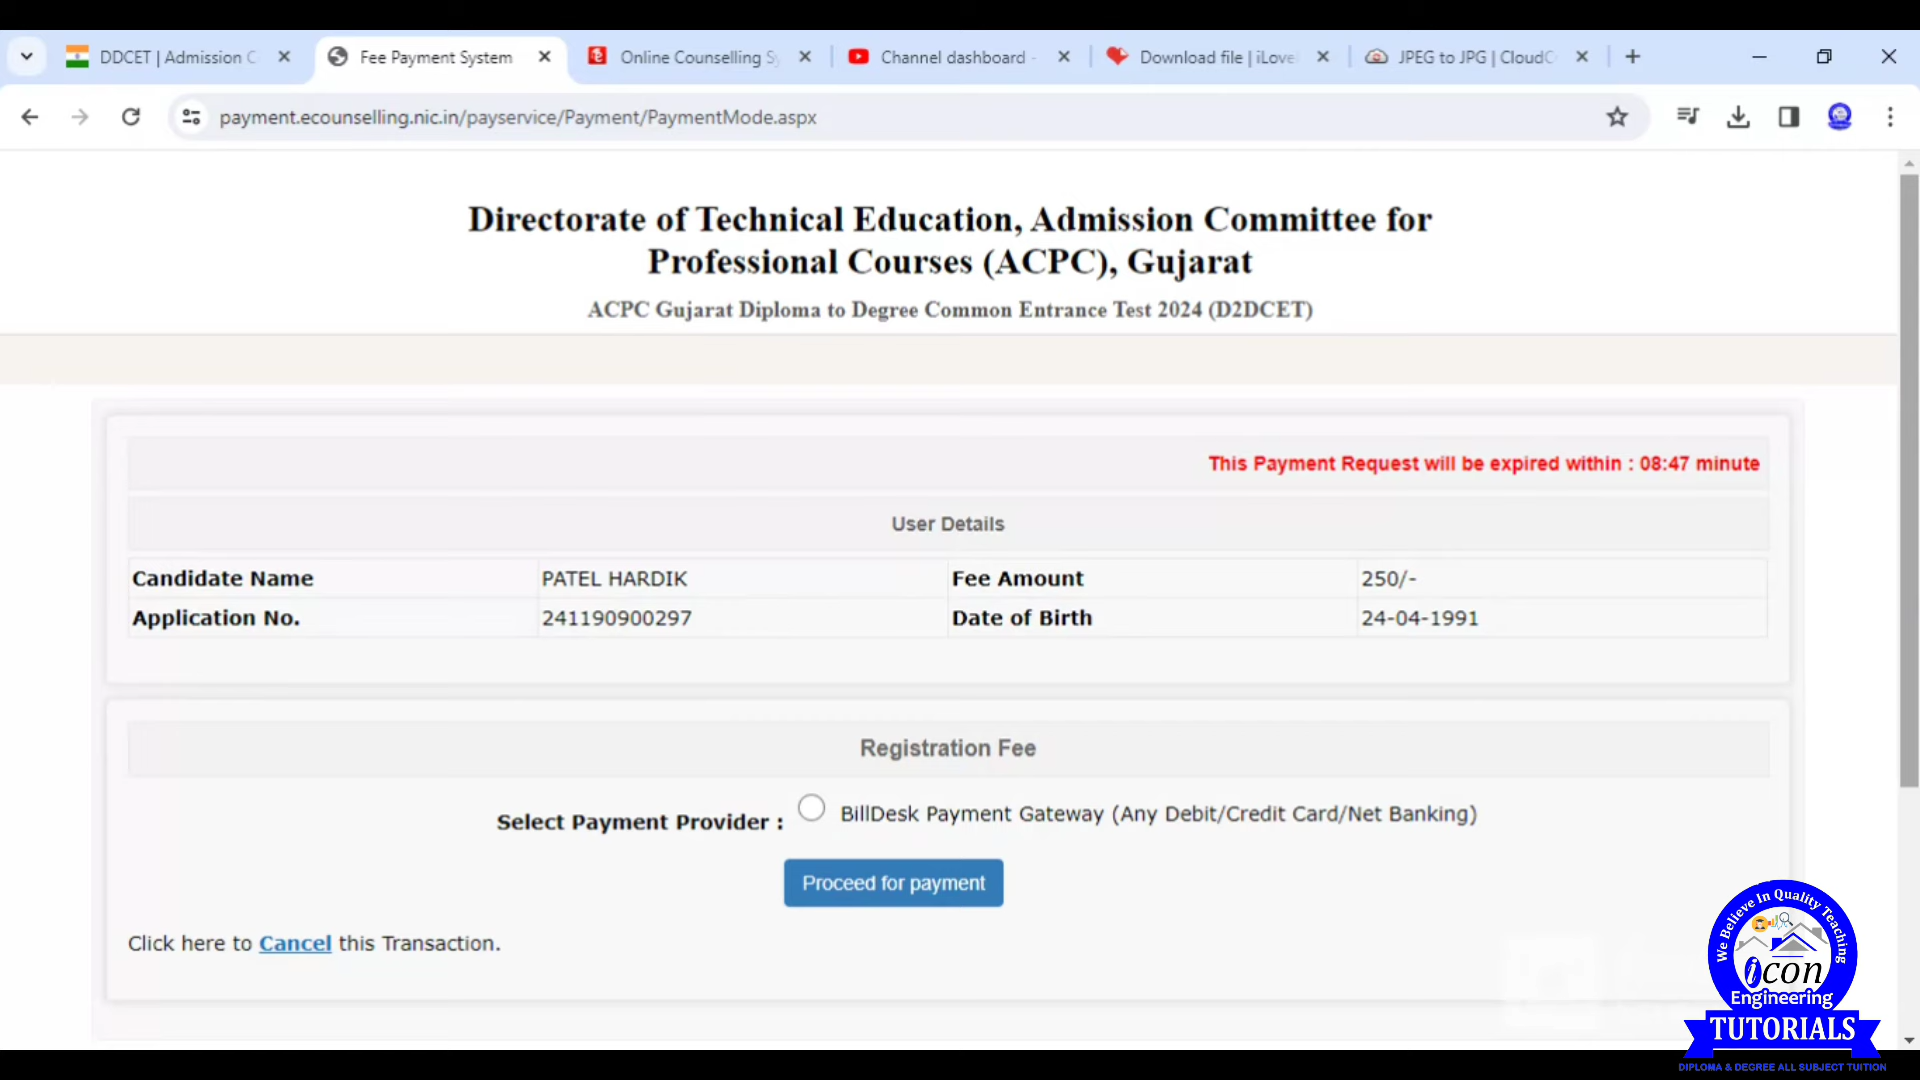 DDCET | Admission C
Fee Payment System
Online Counselling Sy
Channel dashboard -
Download file | iLove
JPEG to JPG | CloudC
payment.ecounselling.nic.in/payservice/Payment/PaymentMode.aspx
Directorate of Technical Education, Admission Committee for
Professional Courses (ACPC), Gujarat
ACPC Gujarat Diploma to Degree Common Entrance Test 2024 (D2DCET)
This Payment Request will be expired within : 08:47 minute
User Details
Candidate Name PATEL HARDIK Fee Amount 250/-
Application No. 241190900297 Date of Birth 24-04-1991
Registration Fee
Select Payment Provider : BillDesk Payment Gateway (Any Debit/Credit Card/Net Banking)
Proceed for payment
Click here to Cancel this Transaction.
We Believe In Quality Teaching
icon
Engineering
TUTORIALS
DIPLOMA & DEGREE ALL SUBJECT TUITION